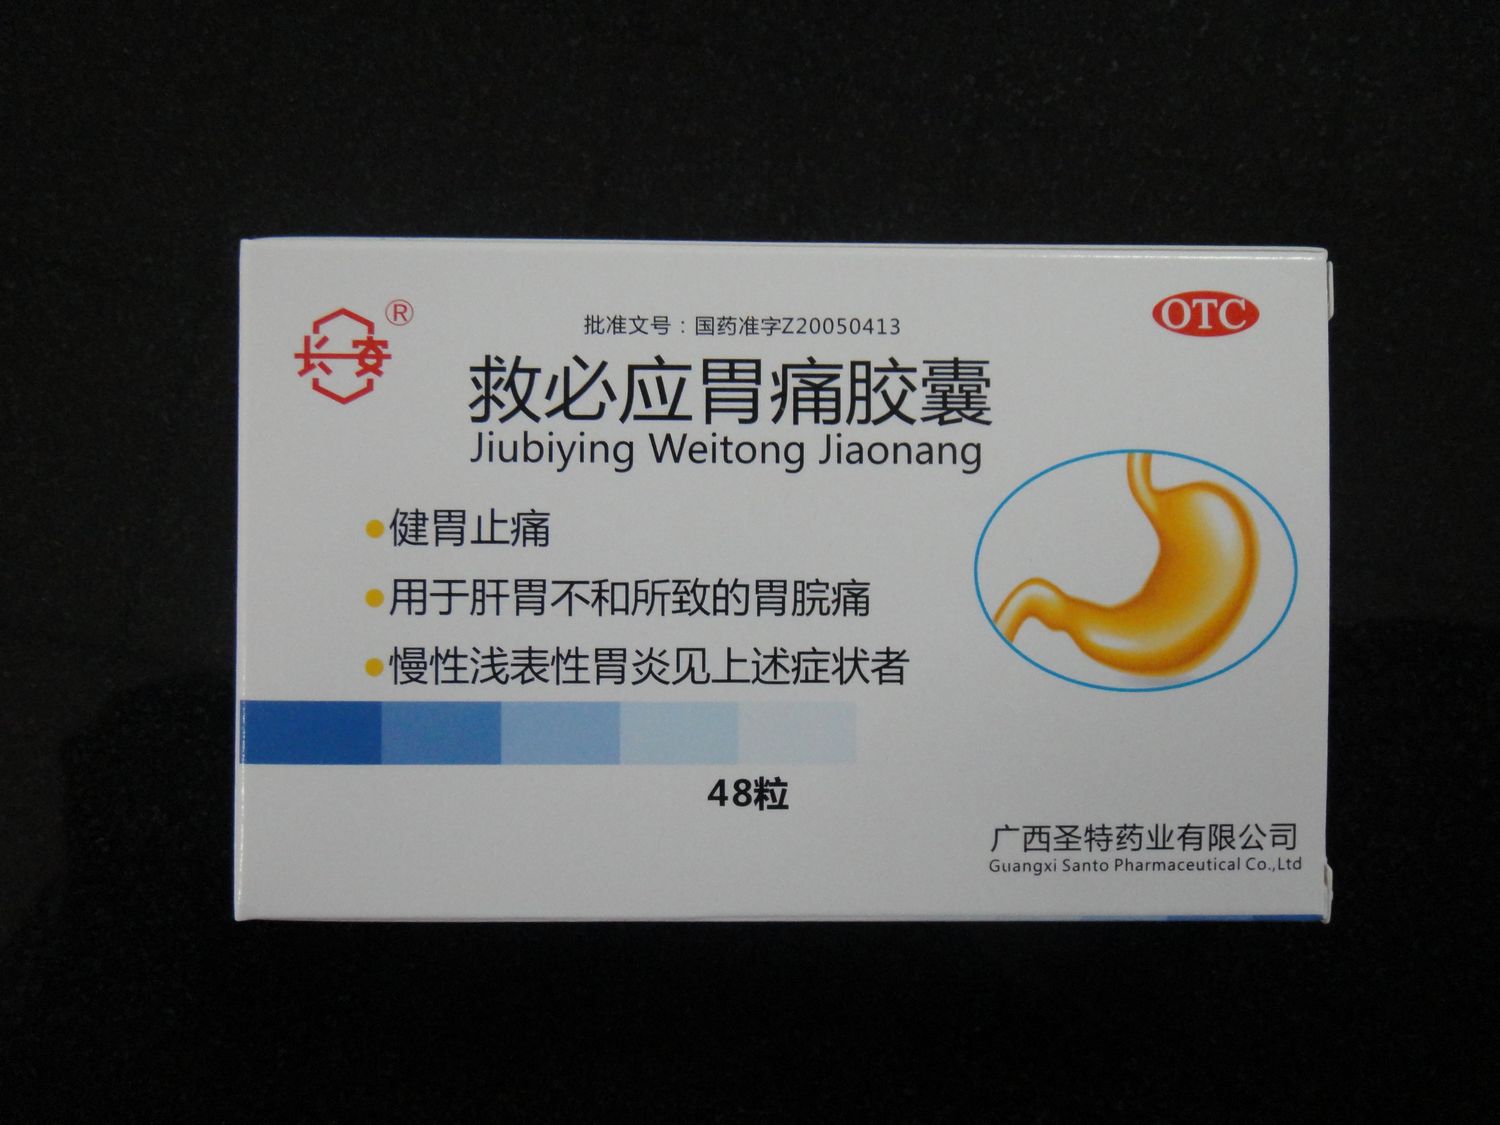 长安
®
OTC
批准文号：国药准字Z20050413
救必应胃痛胶囊
Jiubiying Weitong Jiaonang
●健胃止痛
●用于肝胃不和所致的胃脘痛
●慢性浅表性胃炎见上述症状者
48粒
广西圣特药业有限公司
Guangxi Santo Pharmaceutical Co.,Ltd